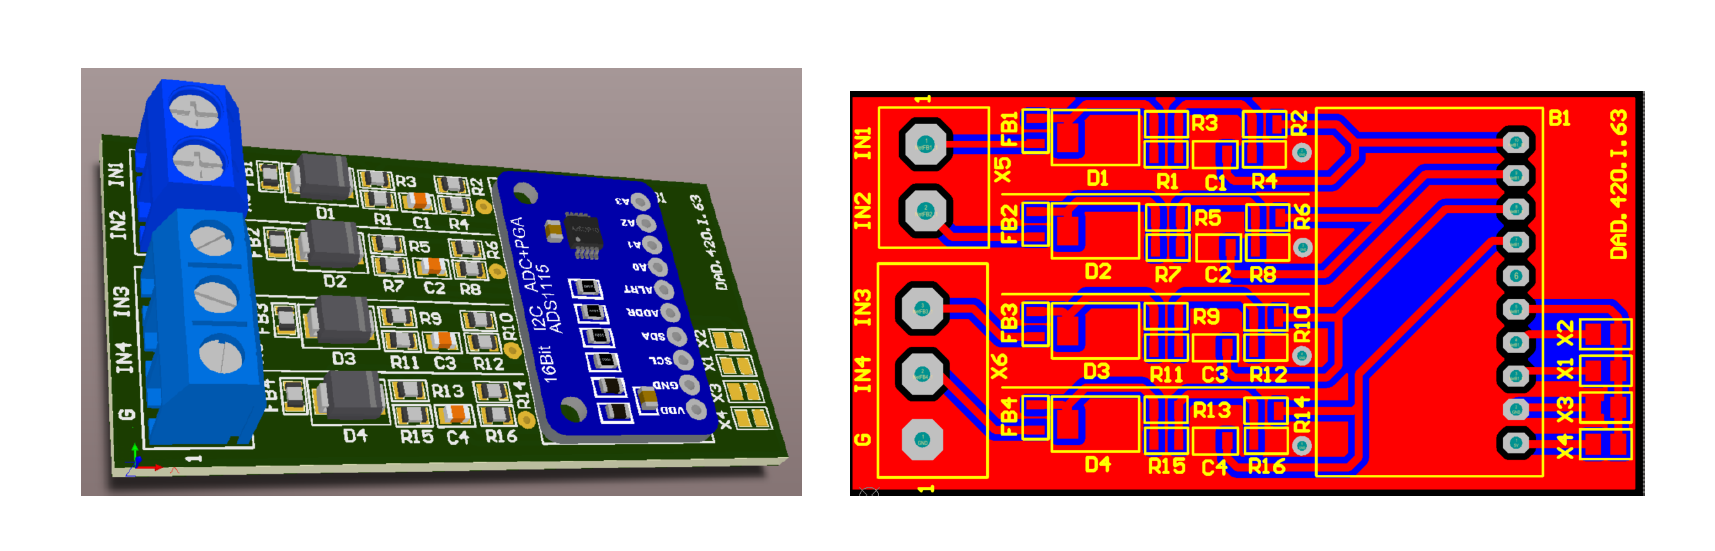 IN1
IN2
IN3
IN4
G
1
FB1
D1
R3
R1
C1
R2
R4
FB2
D2
R5
R7
C2
R6
R8
FB3
D3
R9
R11
C3
R10
R12
FB4
D4
R13
R15
C4
R14
R16
16Bit I2C ADC+PGA
ADS1115
A3
A2
A1
A0
ALRT
ADDR
SDA
SCL
GND
VDD
X2
X1
X3
X4
DAD.420.I.63
1
IN1
IN2
IN3
IN4
G
1
X5
X6
FB1
D1
R3
R1
C1
R2
R4
FB2
D2
R5
R7
C2
R6
R8
FB3
D3
R9
R11
C3
R10
R12
FB4
D4
R13
R15
C4
R14
R16
B1
DAD.420.I.63
X2
X1
X3
X4
6